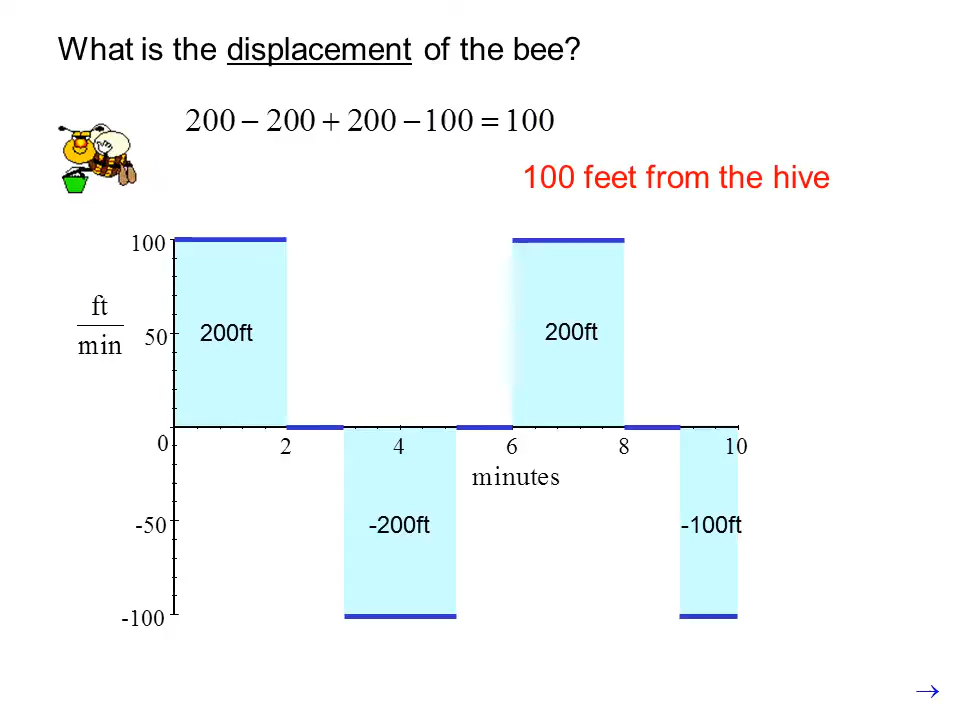 What is the displacement of the bee?
200 − 200 + 200 − 100 = 100
100 feet from the hive
100
ft
min
50
200ft
200ft
0
2
4
6
8
10
minutes
-50
-200ft
-100ft
-100
→